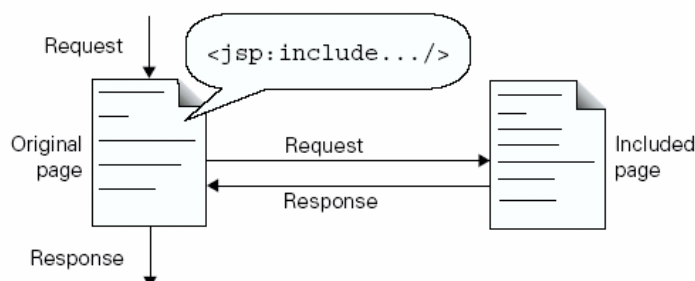 Request
<jsp:include.../>
Original
page
Request
Response
Included
page
Response